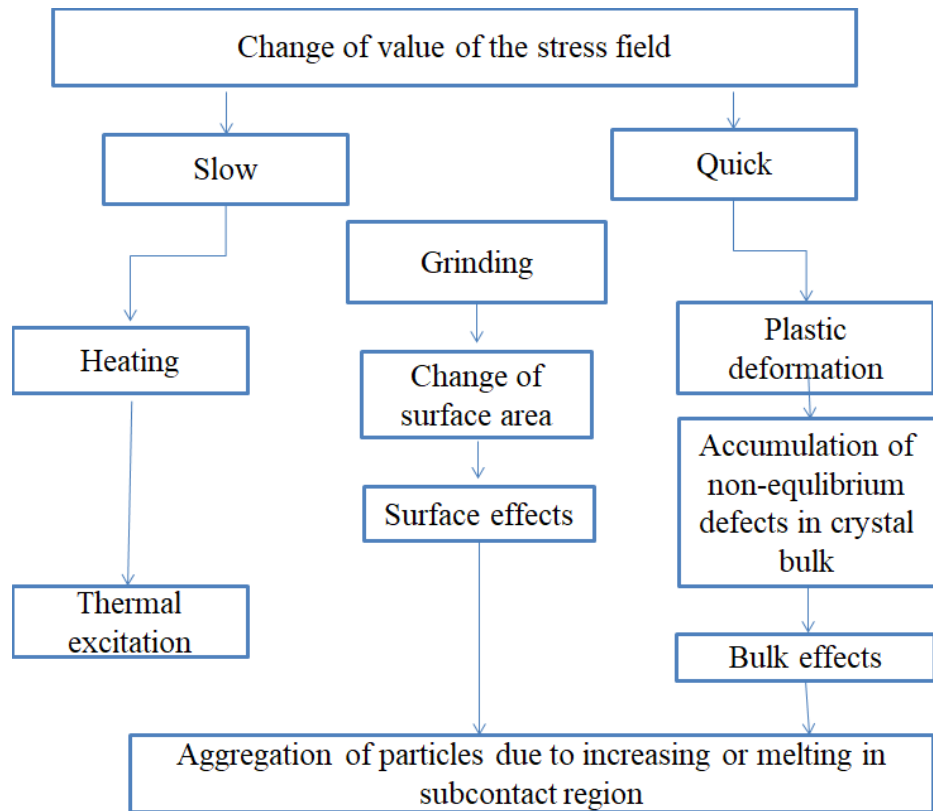 Change of value of the stress field
Slow
Quick
Grinding
Heating
Plastic
deformation
Change of
surface area
Accumulation of
non-equlibrium
defects in crystal
bulk
Surface effects
Thermal
excitation
Bulk effects
Aggregation of particles due to increasing or melting in
subcontact region